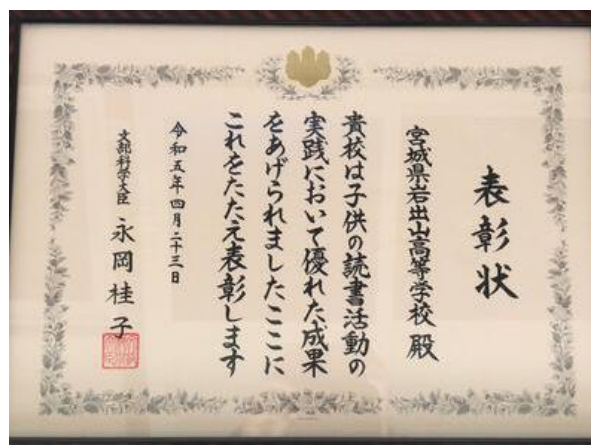 表彰状
宮城県岩出山高等学校 殿
貴校は子供の読書活動の
実践において優れた成果
をあげられましたここに
これをたたえ表彰します
令和五年四月二十三日
文部科学大臣 永岡桂子